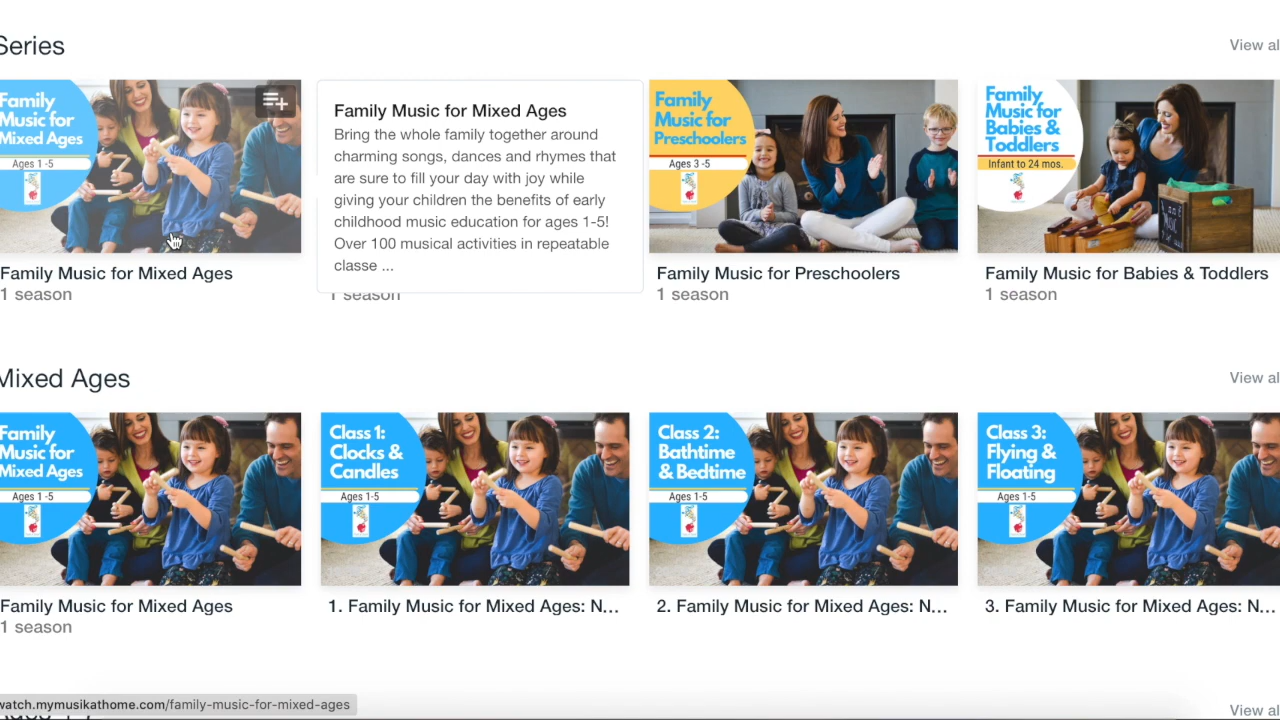 Series
View al
Family
Music for
Mixed Ages
Ages 1 -5
Family Music for Mixed Ages
1 season
Family Music for Mixed Ages
Bring the whole family together around
charming songs, dances and rhymes that
are sure to fill your day with joy while
giving your children the benefits of early
childhood music education for ages 1-5!
Over 100 musical activities in repeatable
classe ...
1 season
Family
Music for
Preschoolers
Ages 3 -5
Family Music for Preschoolers
1 season
Family
Music for
Babies &
Toddlers
Infant to 24 mos.
Family Music for Babies & Toddlers
1 season
Mixed Ages
View al
Family
Music for
Mixed Ages
Ages 1 -5
Family Music for Mixed Ages
1 season
Class 1:
Clocks &
Candles
Ages 1-5
1. Family Music for Mixed Ages: N...
Class 2:
Bathtime
& Bedtime
Ages 1-5
2. Family Music for Mixed Ages: N...
Class 3:
Flying &
Floating
Ages 1-5
3. Family Music for Mixed Ages: N...
watch.mymusikathome.com/family-music-for-mixed-ages
View al